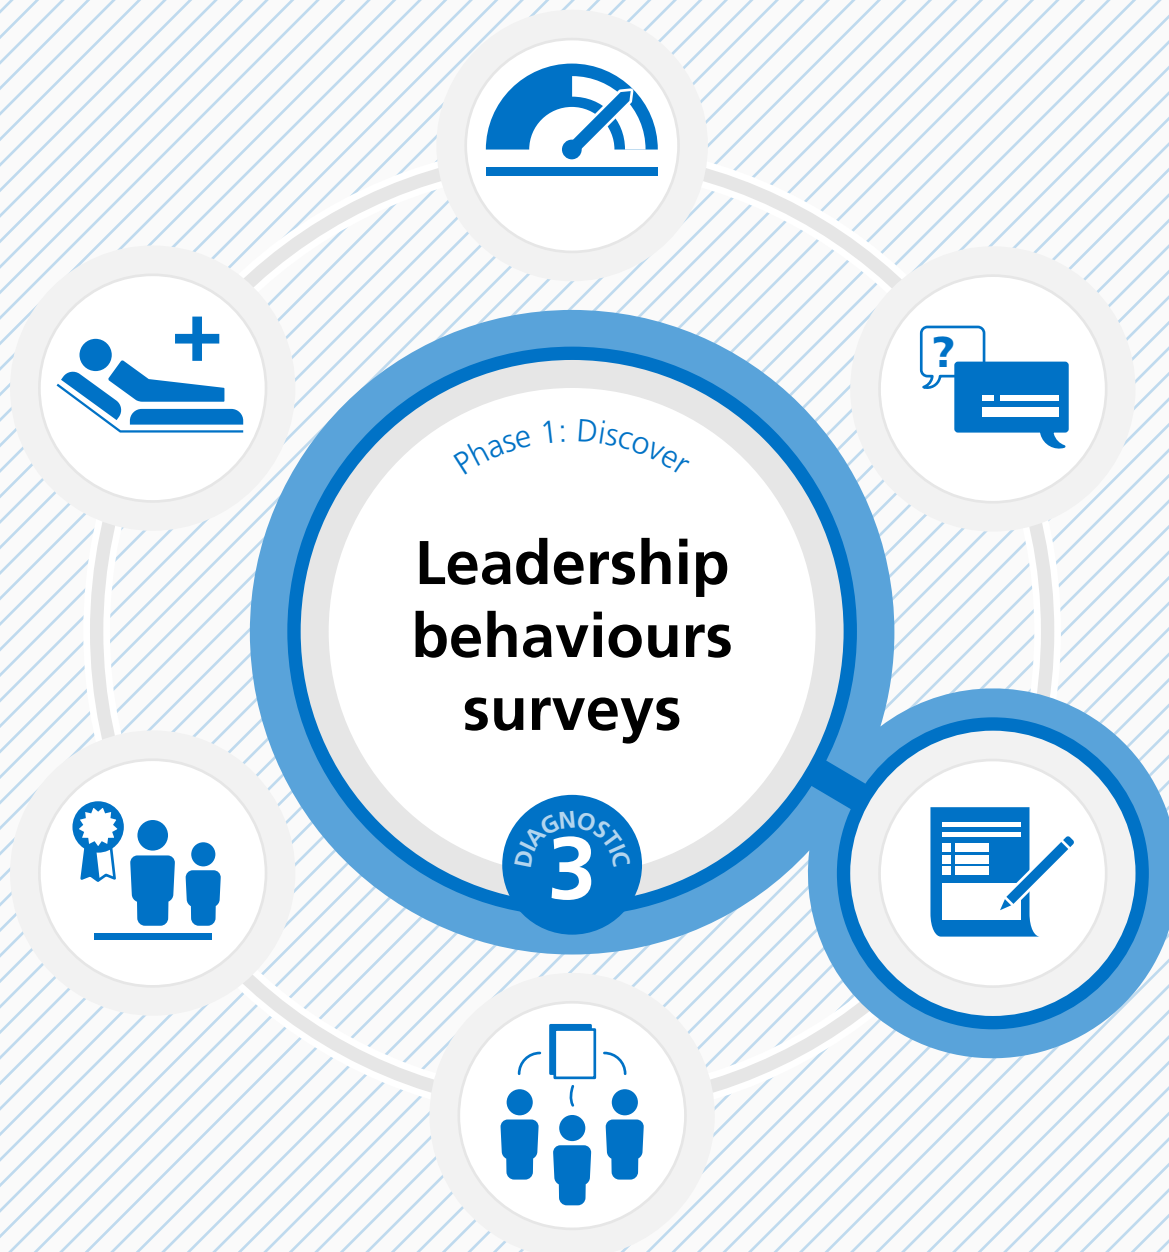 ?
Phase 1: Discover
Leadership
behaviours
surveys
DIAGNOSTIC
3